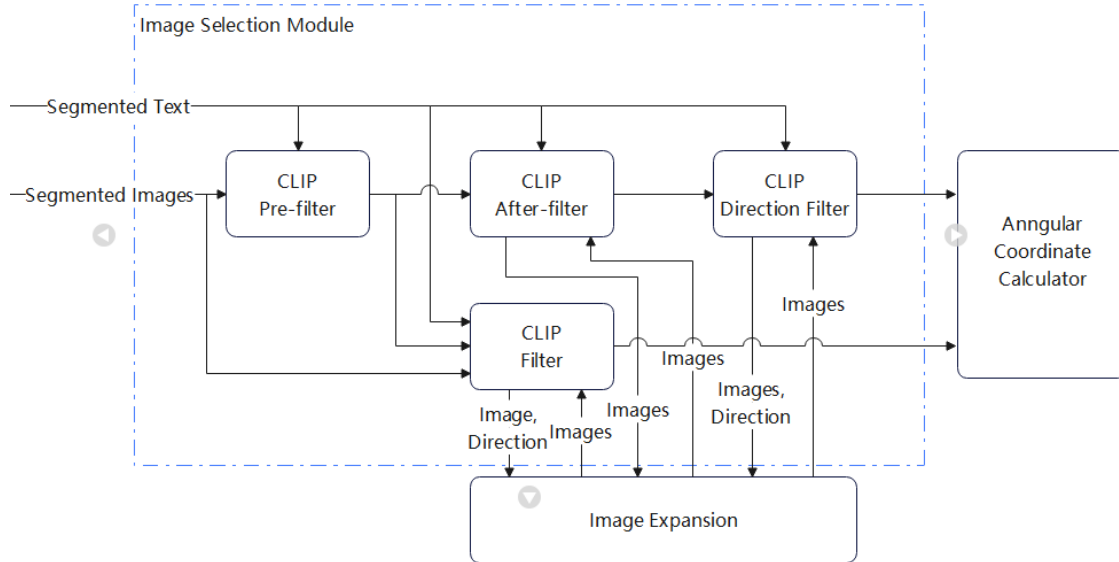 Image Selection Module
Segmented Text
CLIP
Pre-filter
CLIP
After-filter
CLIP
Direction Filter
Segmented Images
Anngular
Coordinate
Calculator
Images
CLIP
Filter
Images
Images,
Direction
Image,
Direction
Images
Images
Image Expansion